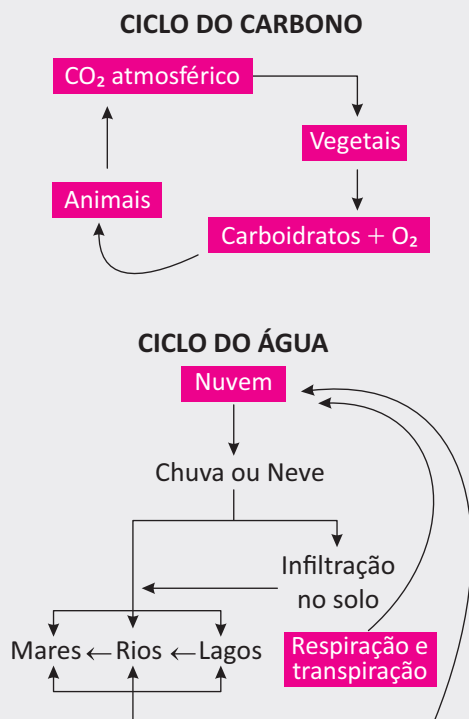 CICLO DO CARBONO
CO₂ atmosférico
Vegetais
Animais
Carboidratos + O₂
CICLO DO ÁGUA
Nuvem
Chuva ou Neve
Infiltração
no solo
Mares ← Rios ← Lagos
Respiração e
transpiração